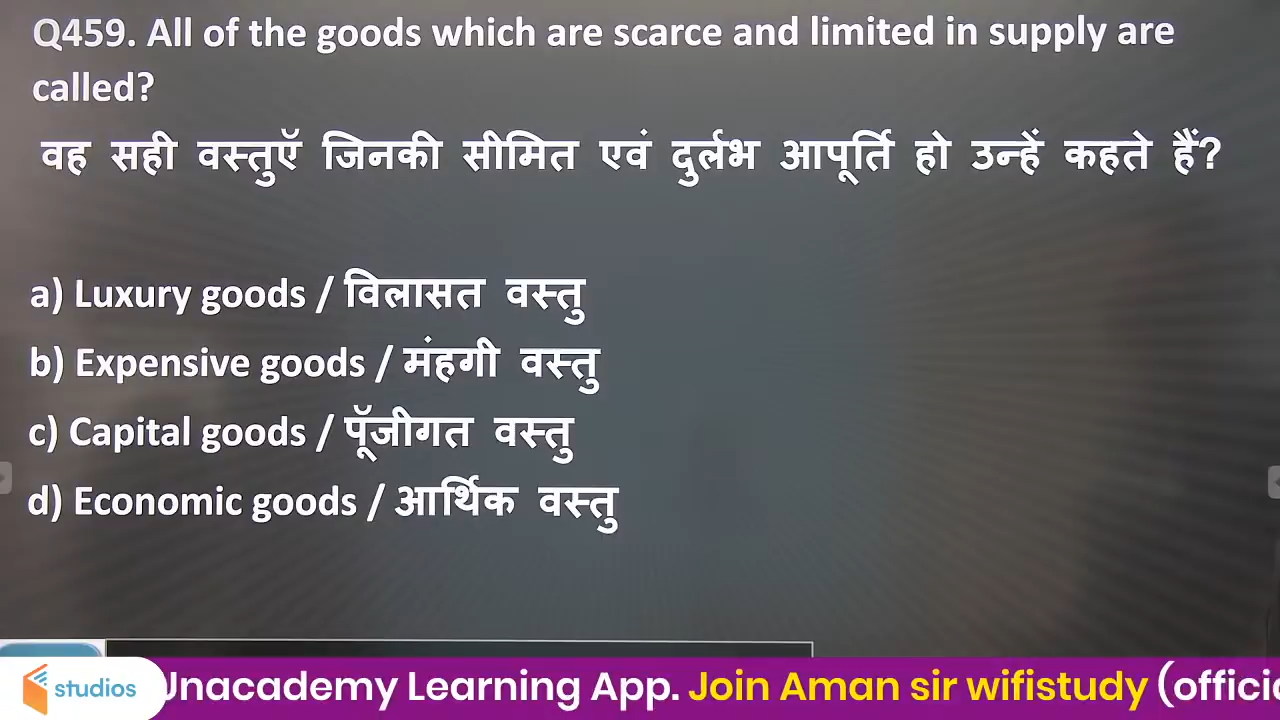 Q459. All of the goods which are scarce and limited in supply are
called?
वह सही वस्तुएॅ जिनकी सीमित एवं दुर्लभ आपूर्ति हो उन्हें कहते हैं?
a) Luxury goods / विलासत वस्तु
b) Expensive goods / मंहगी वस्तु
c) Capital goods / पूॅजीगत वस्तु
d) Economic goods / आर्थिक वस्तु
studios
Unacademy Learning App. Join Aman sir wifistudy